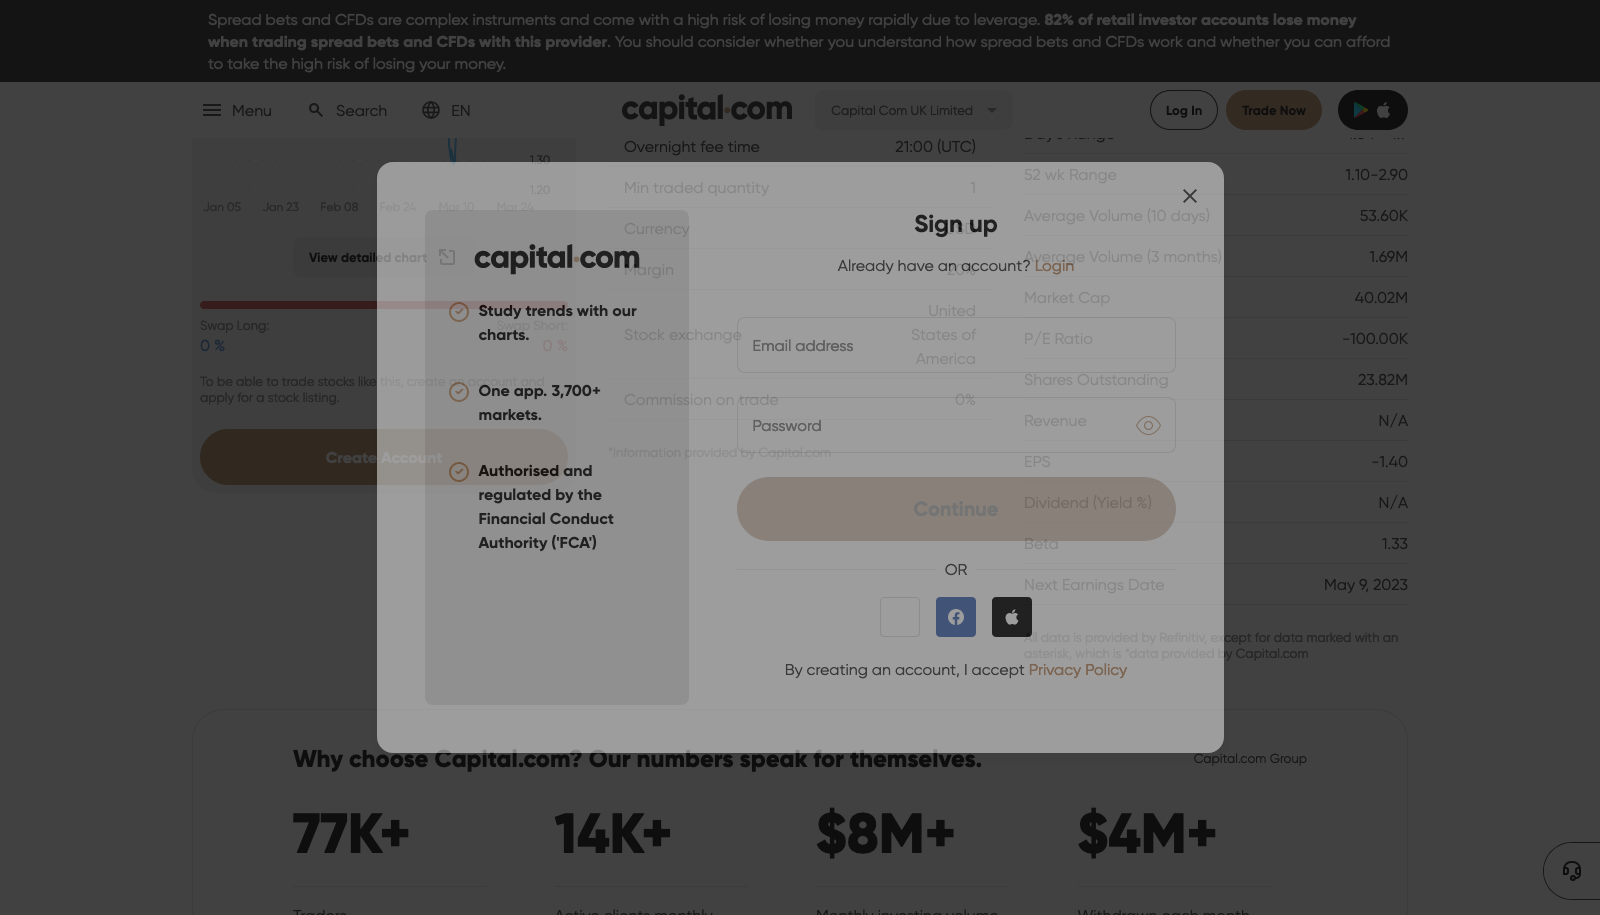 Spread bets and CFDs are complex instruments and come with a high risk of losing money rapidly due to leverage. 82% of retail investor accounts lose money
when trading spread bets and CFDs with this provider. You should consider whether you understand how spread bets and CFDs work and whether you can afford
to take the high risk of losing your money.
Menu
Search
EN
capital.com
Capital Com UK Limited
Log In
Trade Now
1.30
1.20
Jan 05
Jan 23
Feb 08
Feb 24
Mar 10
Mar 24
View detailed chart
Swap Long:
0 %
Swap Short:
0 %
To be able to trade stocks like this, create an account and
apply for a stock listing.
Create Account
Overnight fee time
21:00 (UTC)
Min traded quantity
1
Currency
Margin
20%
Stock exchange
United
States of
America
Commission on trade
0%
*Information provided by Capital.com
Day's Range
52 wk Range
1.10-2.90
Average Volume (10 days)
53.60K
Average Volume (3 months)
1.69M
Market Cap
40.02M
P/E Ratio
-100.00K
Shares Outstanding
23.82M
Revenue
N/A
EPS
-1.40
Dividend (Yield %)
N/A
Beta
1.33
Next Earnings Date
May 9, 2023
All data is provided by Refinitiv, except for data marked with an
asterisk, which is *data provided by Capital.com
capital.com
Study trends with our
charts.
One app. 3,700+
markets.
Authorised and
regulated by the
Financial Conduct
Authority ('FCA')
Sign up
Already have an account? Login
Email address
Password
Continue
OR
By creating an account, I accept Privacy Policy
Why choose Capital.com? Our numbers speak for themselves.
Capital.com Group
77K+
14K+
$8M+
$4M+
Traders
Active clients monthly
Monthly investing volume
Withdrawn each month